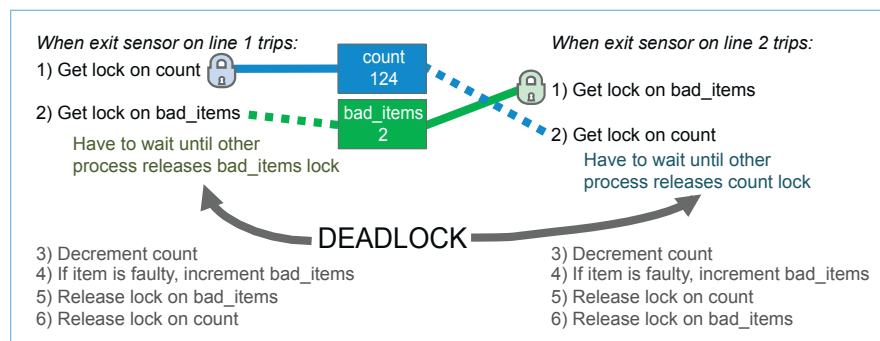 When exit sensor on line 1 trips:
1) Get lock on count
2) Get lock on bad_items
Have to wait until other
process releases bad_items lock
count
124
bad_items
2
When exit sensor on line 2 trips:
1) Get lock on bad_items
2) Get lock on count
Have to wait until other
process releases count lock
DEADLOCK
3) Decrement count
4) If item is faulty, increment bad_items
5) Release lock on bad_items
6) Release lock on count
3) Decrement count
4) If item is faulty, increment bad_items
5) Release lock on count
6) Release lock on bad_items